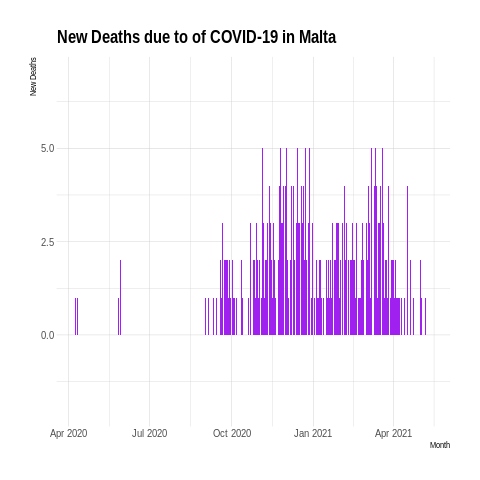 New Deaths due to of COVID-19 in Malta
New Deaths
5.0
2.5
0.0
Apr 2020 Jul 2020 Oct 2020 Jan 2021 Apr 2021
Month